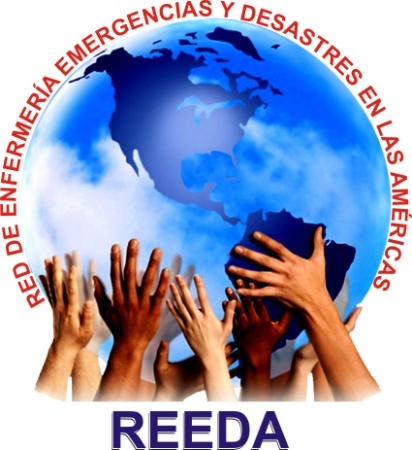 RED DE ENFERMERÍA EMERGENCIAS Y DESASTRES EN LAS AMÉRICAS
REEDA